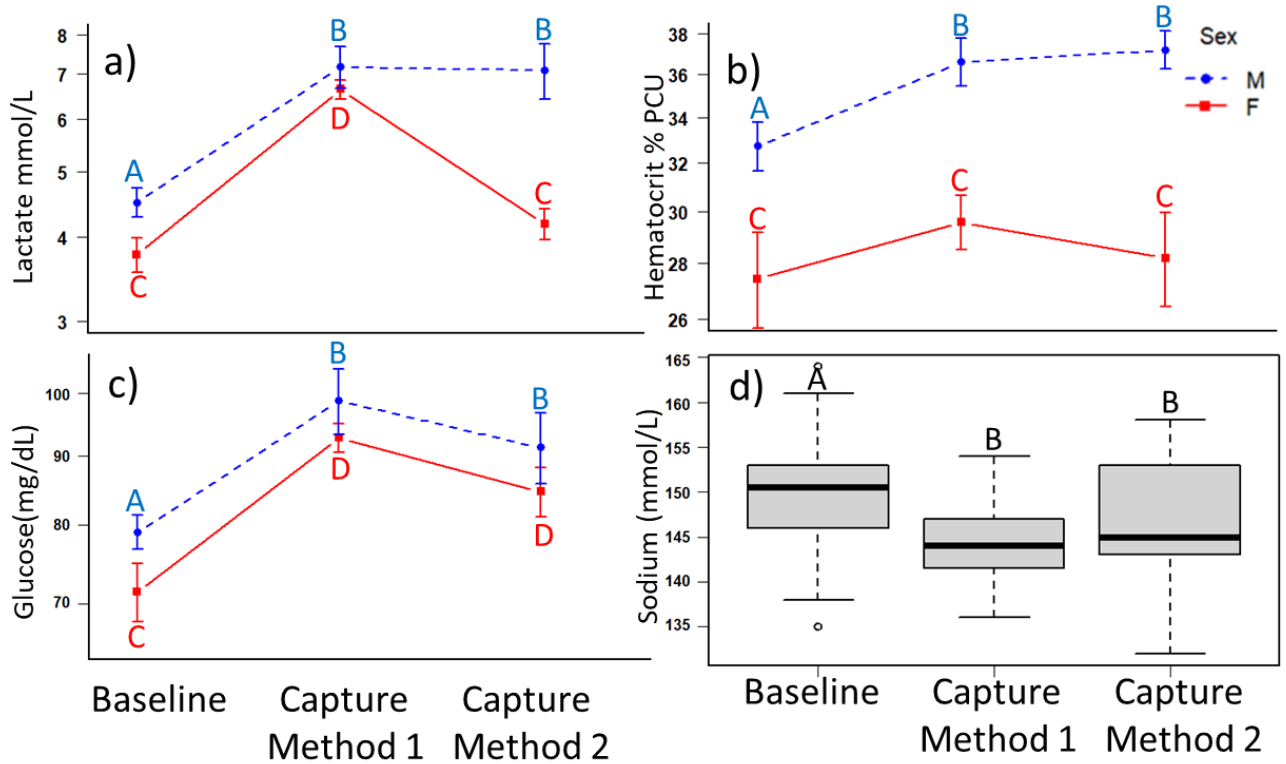 a)
Lactate mmol/L
8
7
6
5
4
3
A
B
B
C
D
C
b)
Hematocrit % PCU
38
36
34
32
30
28
26
A
B
B
C
C
C
Sex
M
F
c)
Glucose(mg/dL)
100
90
80
70
A
B
B
C
D
D
d)
Sodium (mmol/L)
165
160
155
150
145
140
135
A
B
B
Baseline
Capture
Method 1
Capture
Method 2
Baseline
Capture
Method 1
Capture
Method 2